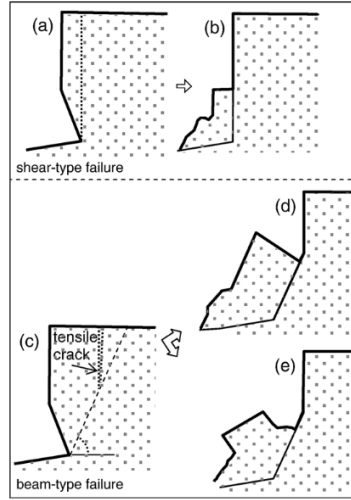 (a)
(b)
shear-type failure
(d)
(c)
tensile
crack
(e)
beam-type failure